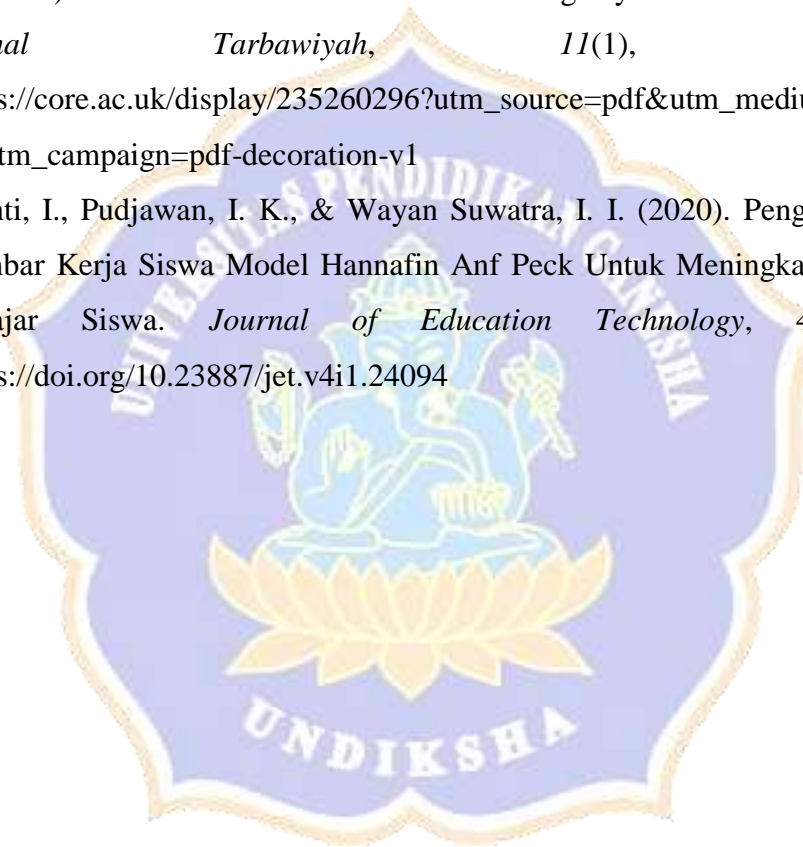 nal Tarbawiyah, 11(1),
s://core.ac.uk/display/235260296?utm_source=pdf&utm_mediu
tm_campaign=pdf-decoration-v1
nti, I., Pudjawan, I. K., & Wayan Suwatra, I. I. (2020). Peng
nbar Kerja Siswa Model Hannafin Anf Peck Untuk Meningka
ajar Siswa. Journal of Education Technology, 4
s://doi.org/10.23887/jet.v4i1.24094
UNIVERSITAS PENDIDIKAN GANESHA
UNDIKSHA